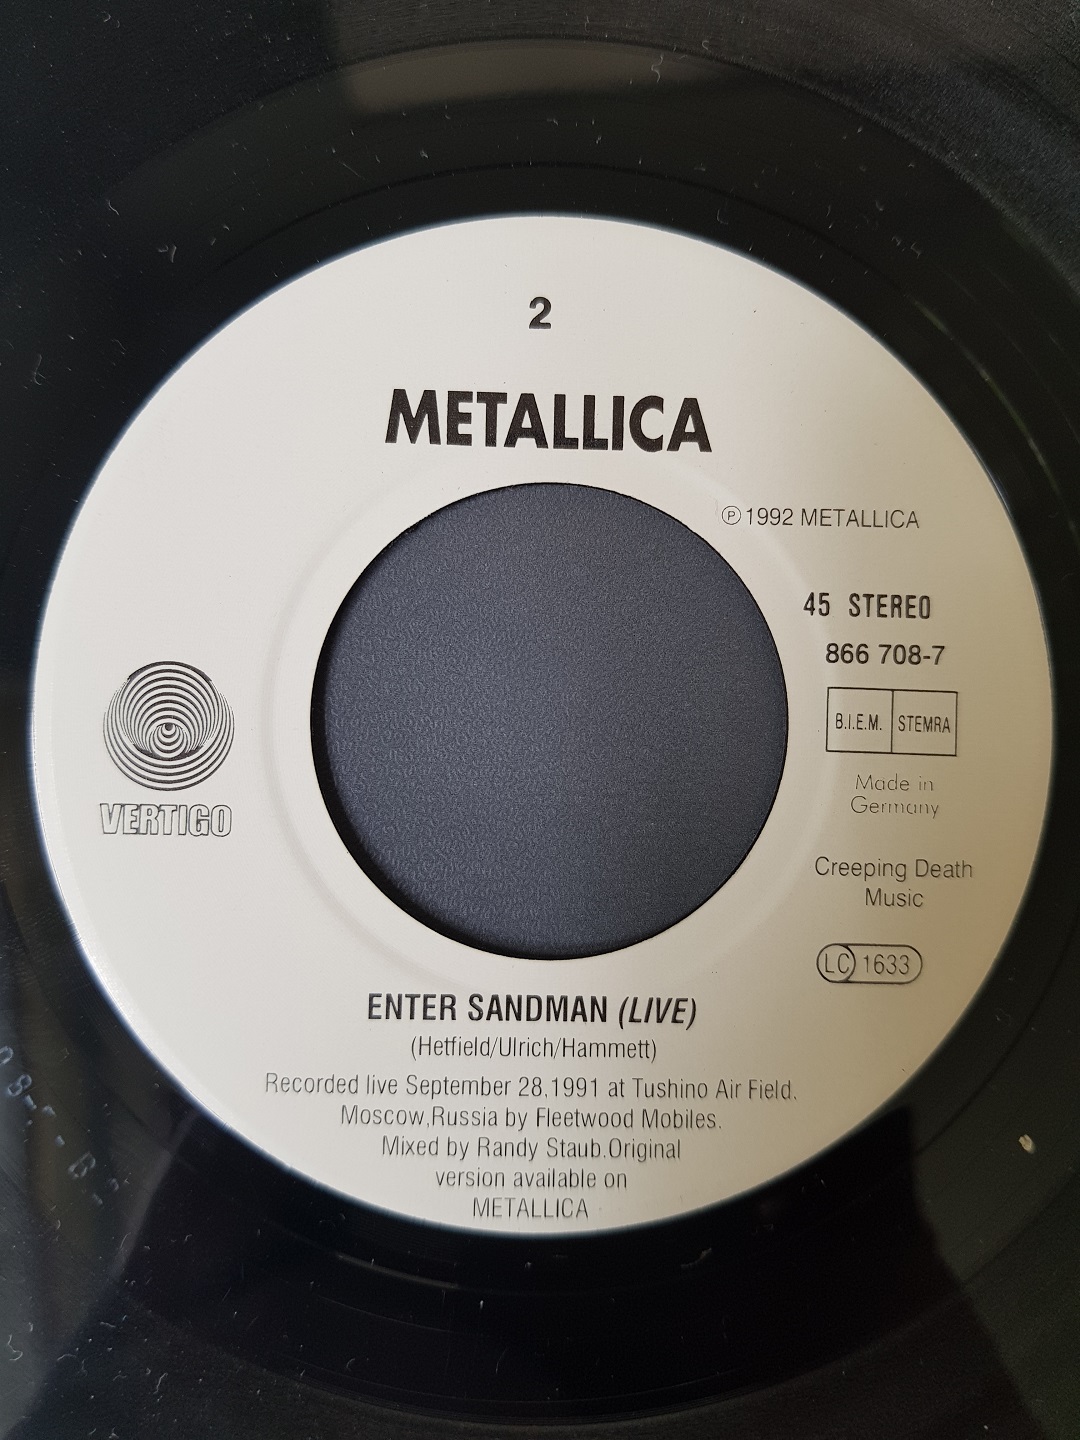 2
METALLICA
℗ 1992 METALLICA
45 STEREO
866 708-7
B.I.E.M. STEMRA
Made in
Germany
Creeping Death
Music
LC 1633
VERTIGO
ENTER SANDMAN (LIVE)
(Hetfield/Ulrich/Hammett)
Recorded live September 28,1991 at Tushino Air Field.
Moscow,Russia by Fleetwood Mobiles.
Mixed by Randy Staub.Original
version available on
METALLICA